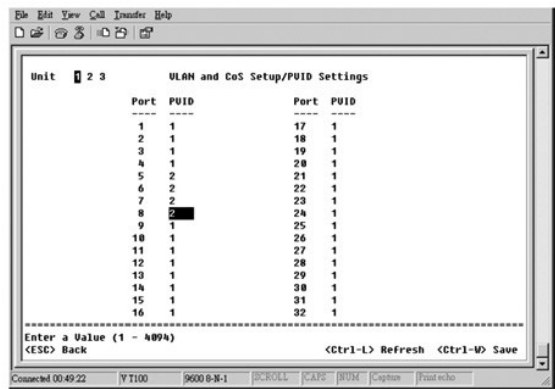 File Edit View Call Transfer Help
Unit 1 2 3 VLAN and CoS Setup/PVID Settings
Port PVID Port PVID
---- ---- ---- ----
1 1 17 1
2 1 18 1
3 1 19 1
4 1 20 1
5 2 21 1
6 2 22 1
7 2 23 1
8 2 24 1
9 1 25 1
10 1 26 1
11 1 27 1
12 1 28 1
13 1 29 1
14 1 30 1
15 1 31 1
16 1 32 1
Enter a Value (1 - 4094)
<ESC> Back <Ctrl-L> Refresh <Ctrl-W> Save
Connected 00:49:22 VT100 9600 8-N-1 SCROLL CAPS NUM Capture Print echo